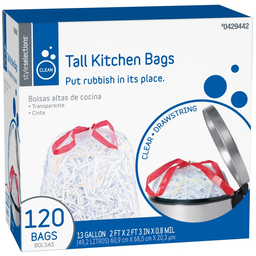 *0429442
styleselections®
CLEAN
Tall Kitchen Bags
Put rubbish in its place.
Bolsas altas de cocina
• Transparente
• Cinta
CLEAR • DRAWSTRING
120
BAGS
BOLSAS
13 GALLON 2 FT X 2 FT 3 IN X 0.8 MIL
(49,2 LITROS) 60,9 cm X 68,5 cm X 20,3 µm